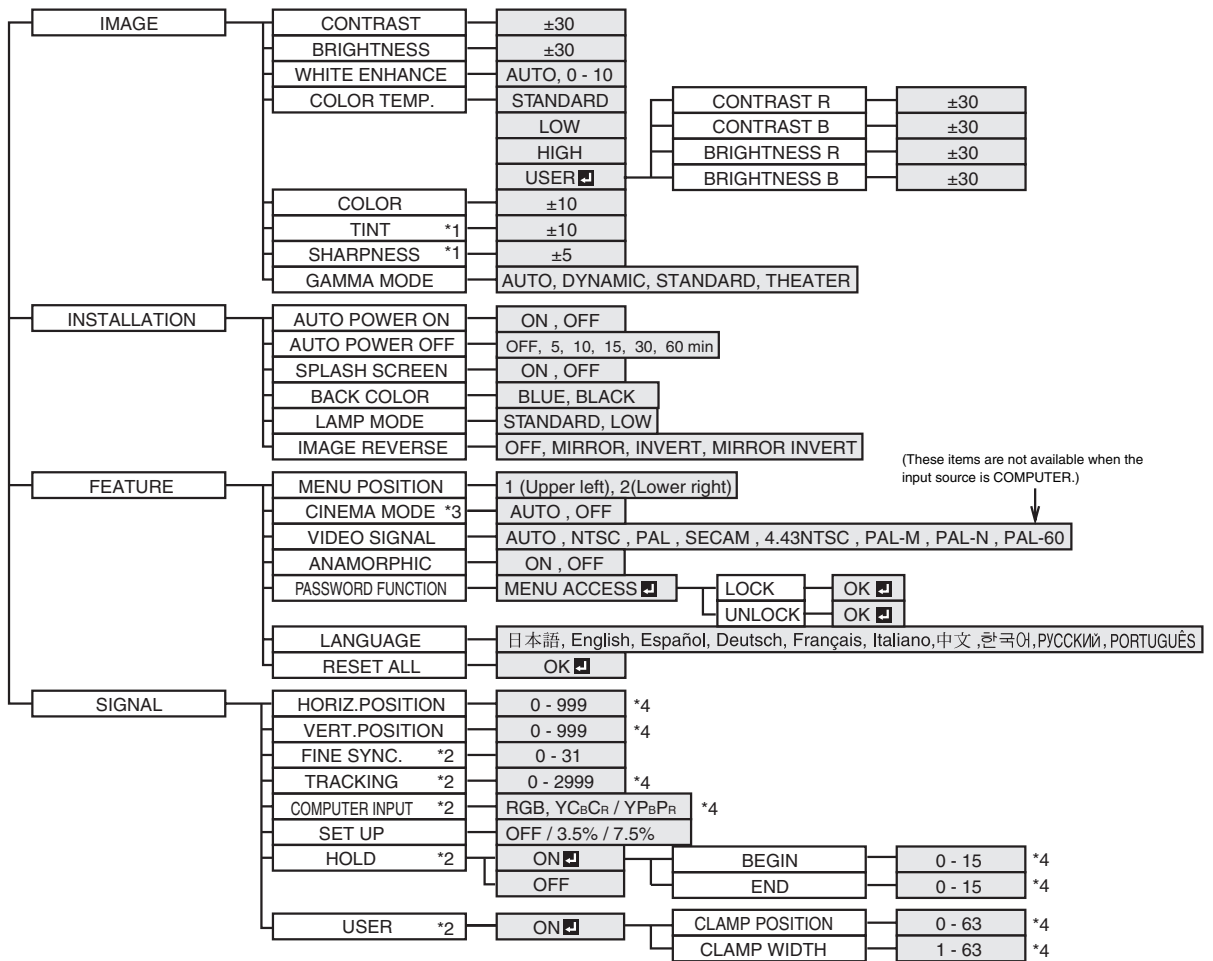 IMAGE CONTRAST ±30
BRIGHTNESS ±30
WHITE ENHANCE AUTO, 0 - 10
COLOR TEMP. STANDARD CONTRAST R ±30
LOW CONTRAST B ±30
HIGH BRIGHTNESS R ±30
USER BRIGHTNESS B ±30
COLOR ±10
TINT *1 ±10
SHARPNESS *1 ±5
GAMMA MODE AUTO, DYNAMIC, STANDARD, THEATER
INSTALLATION AUTO POWER ON ON , OFF
AUTO POWER OFF OFF, 5, 10, 15, 30, 60 min
SPLASH SCREEN ON , OFF
BACK COLOR BLUE, BLACK
LAMP MODE STANDARD, LOW
IMAGE REVERSE OFF, MIRROR, INVERT, MIRROR INVERT
(These items are not available when the
input source is COMPUTER.)
FEATURE MENU POSITION 1 (Upper left), 2(Lower right)
CINEMA MODE *3 AUTO , OFF
VIDEO SIGNAL AUTO , NTSC , PAL , SECAM , 4.43NTSC , PAL-M , PAL-N , PAL-60
ANAMORPHIC ON , OFF
PASSWORD FUNCTION MENU ACCESS LOCK OK
UNLOCK OK
LANGUAGE 日本語, English, Español, Deutsch, Français, Italiano,中文 ,한국어,РУССКИЙ, PORTUGUÊS
RESET ALL OK
SIGNAL HORIZ.POSITION 0 - 999 *4
VERT.POSITION 0 - 999 *4
FINE SYNC. *2 0 - 31
TRACKING *2 0 - 2999 *4
COMPUTER INPUT *2 RGB, YCBCR / YPBPR *4
SET UP OFF / 3.5% / 7.5%
HOLD *2 ON BEGIN 0 - 15 *4
OFF END 0 - 15 *4
USER *2 ON CLAMP POSITION 0 - 63 *4
CLAMP WIDTH 1 - 63 *4